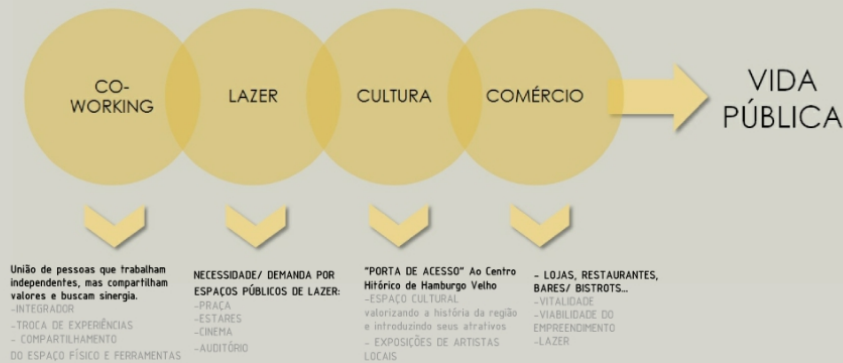 CO-
WORKING
LAZER
CULTURA
COMÉRCIO
VIDA
PÚBLICA
União de pessoas que trabalham
independentes, mas compartilham
valores e buscam sinergia.
-INTEGRADOR
-TROCA DE EXPERIÊNCIAS
- COMPARTILHAMENTO
DO ESPAÇO FÍSICO E FERRAMENTAS
NECESSIDADE/ DEMANDA POR
ESPAÇOS PÚBLICOS DE LAZER:
-PRAÇA
-ESTARES
-CINEMA
-AUDITÓRIO
"PORTA DE ACESSO" Ao Centro
Hitórico de Hamburgo Velho
-ESPAÇO CULTURAL
valorizando a história da região
e introduzindo seus atrativos
- EXPOSIÇÕES DE ARTISTAS
LOCAIS
- LOJAS, RESTAURANTES,
BARES/ BISTROTS...
-VITALIDADE
-VIABILIDADE DO
EMPREENDIMENTO
-LAZER